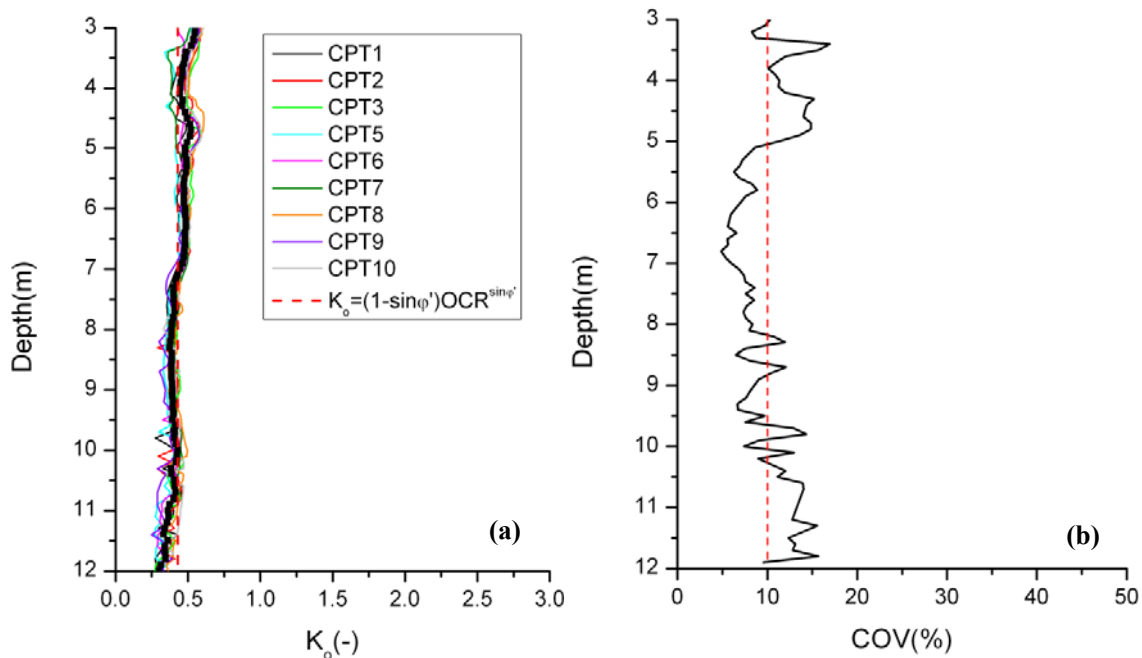 3
4
5
6
7
8
9
10
11
12
Depth(m)
CPT1
CPT2
CPT3
CPT5
CPT6
CPT7
CPT8
CPT9
CPT10
K₀=(1-sinφ')OCR^sinφ'
(a)
0.0 0.5 1.0 1.5 2.0 2.5 3.0
K₀(-)
3
4
5
6
7
8
9
10
11
12
Depth(m)
(b)
0 10 20 30 40 50
COV(%)